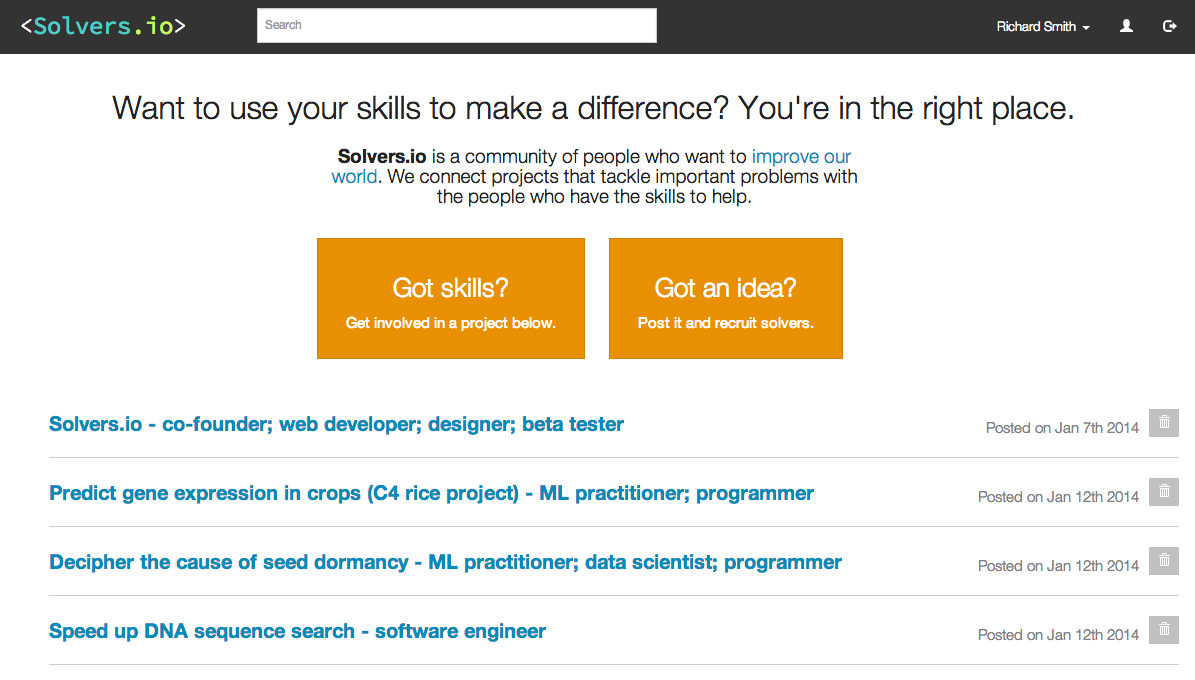 <Solvers.io>
Search
Richard Smith
Want to use your skills to make a difference? You're in the right place.
Solvers.io is a community of people who want to improve our
world. We connect projects that tackle important problems with
the people who have the skills to help.
Got skills?
Get involved in a project below.
Got an idea?
Post it and recruit solvers.
Solvers.io - co-founder; web developer; designer; beta tester
Posted on Jan 7th 2014
Predict gene expression in crops (C4 rice project) - ML practitioner; programmer
Posted on Jan 12th 2014
Decipher the cause of seed dormancy - ML practitioner; data scientist; programmer
Posted on Jan 12th 2014
Speed up DNA sequence search - software engineer
Posted on Jan 12th 2014